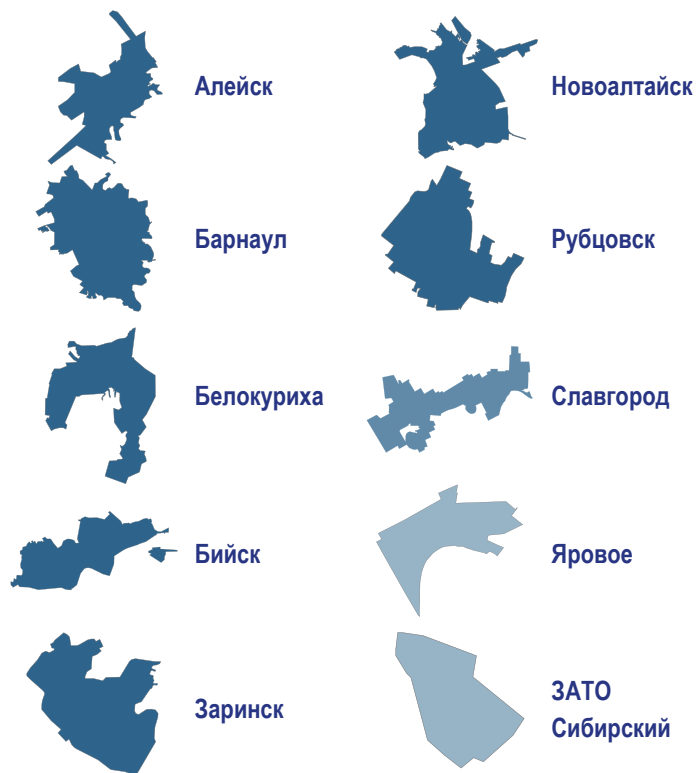 Алейск
Новоалтайск
Барнаул
Рубцовск
Белокуриха
Славгород
Бийск
Яровое
Заринск
ЗАТО
Сибирский